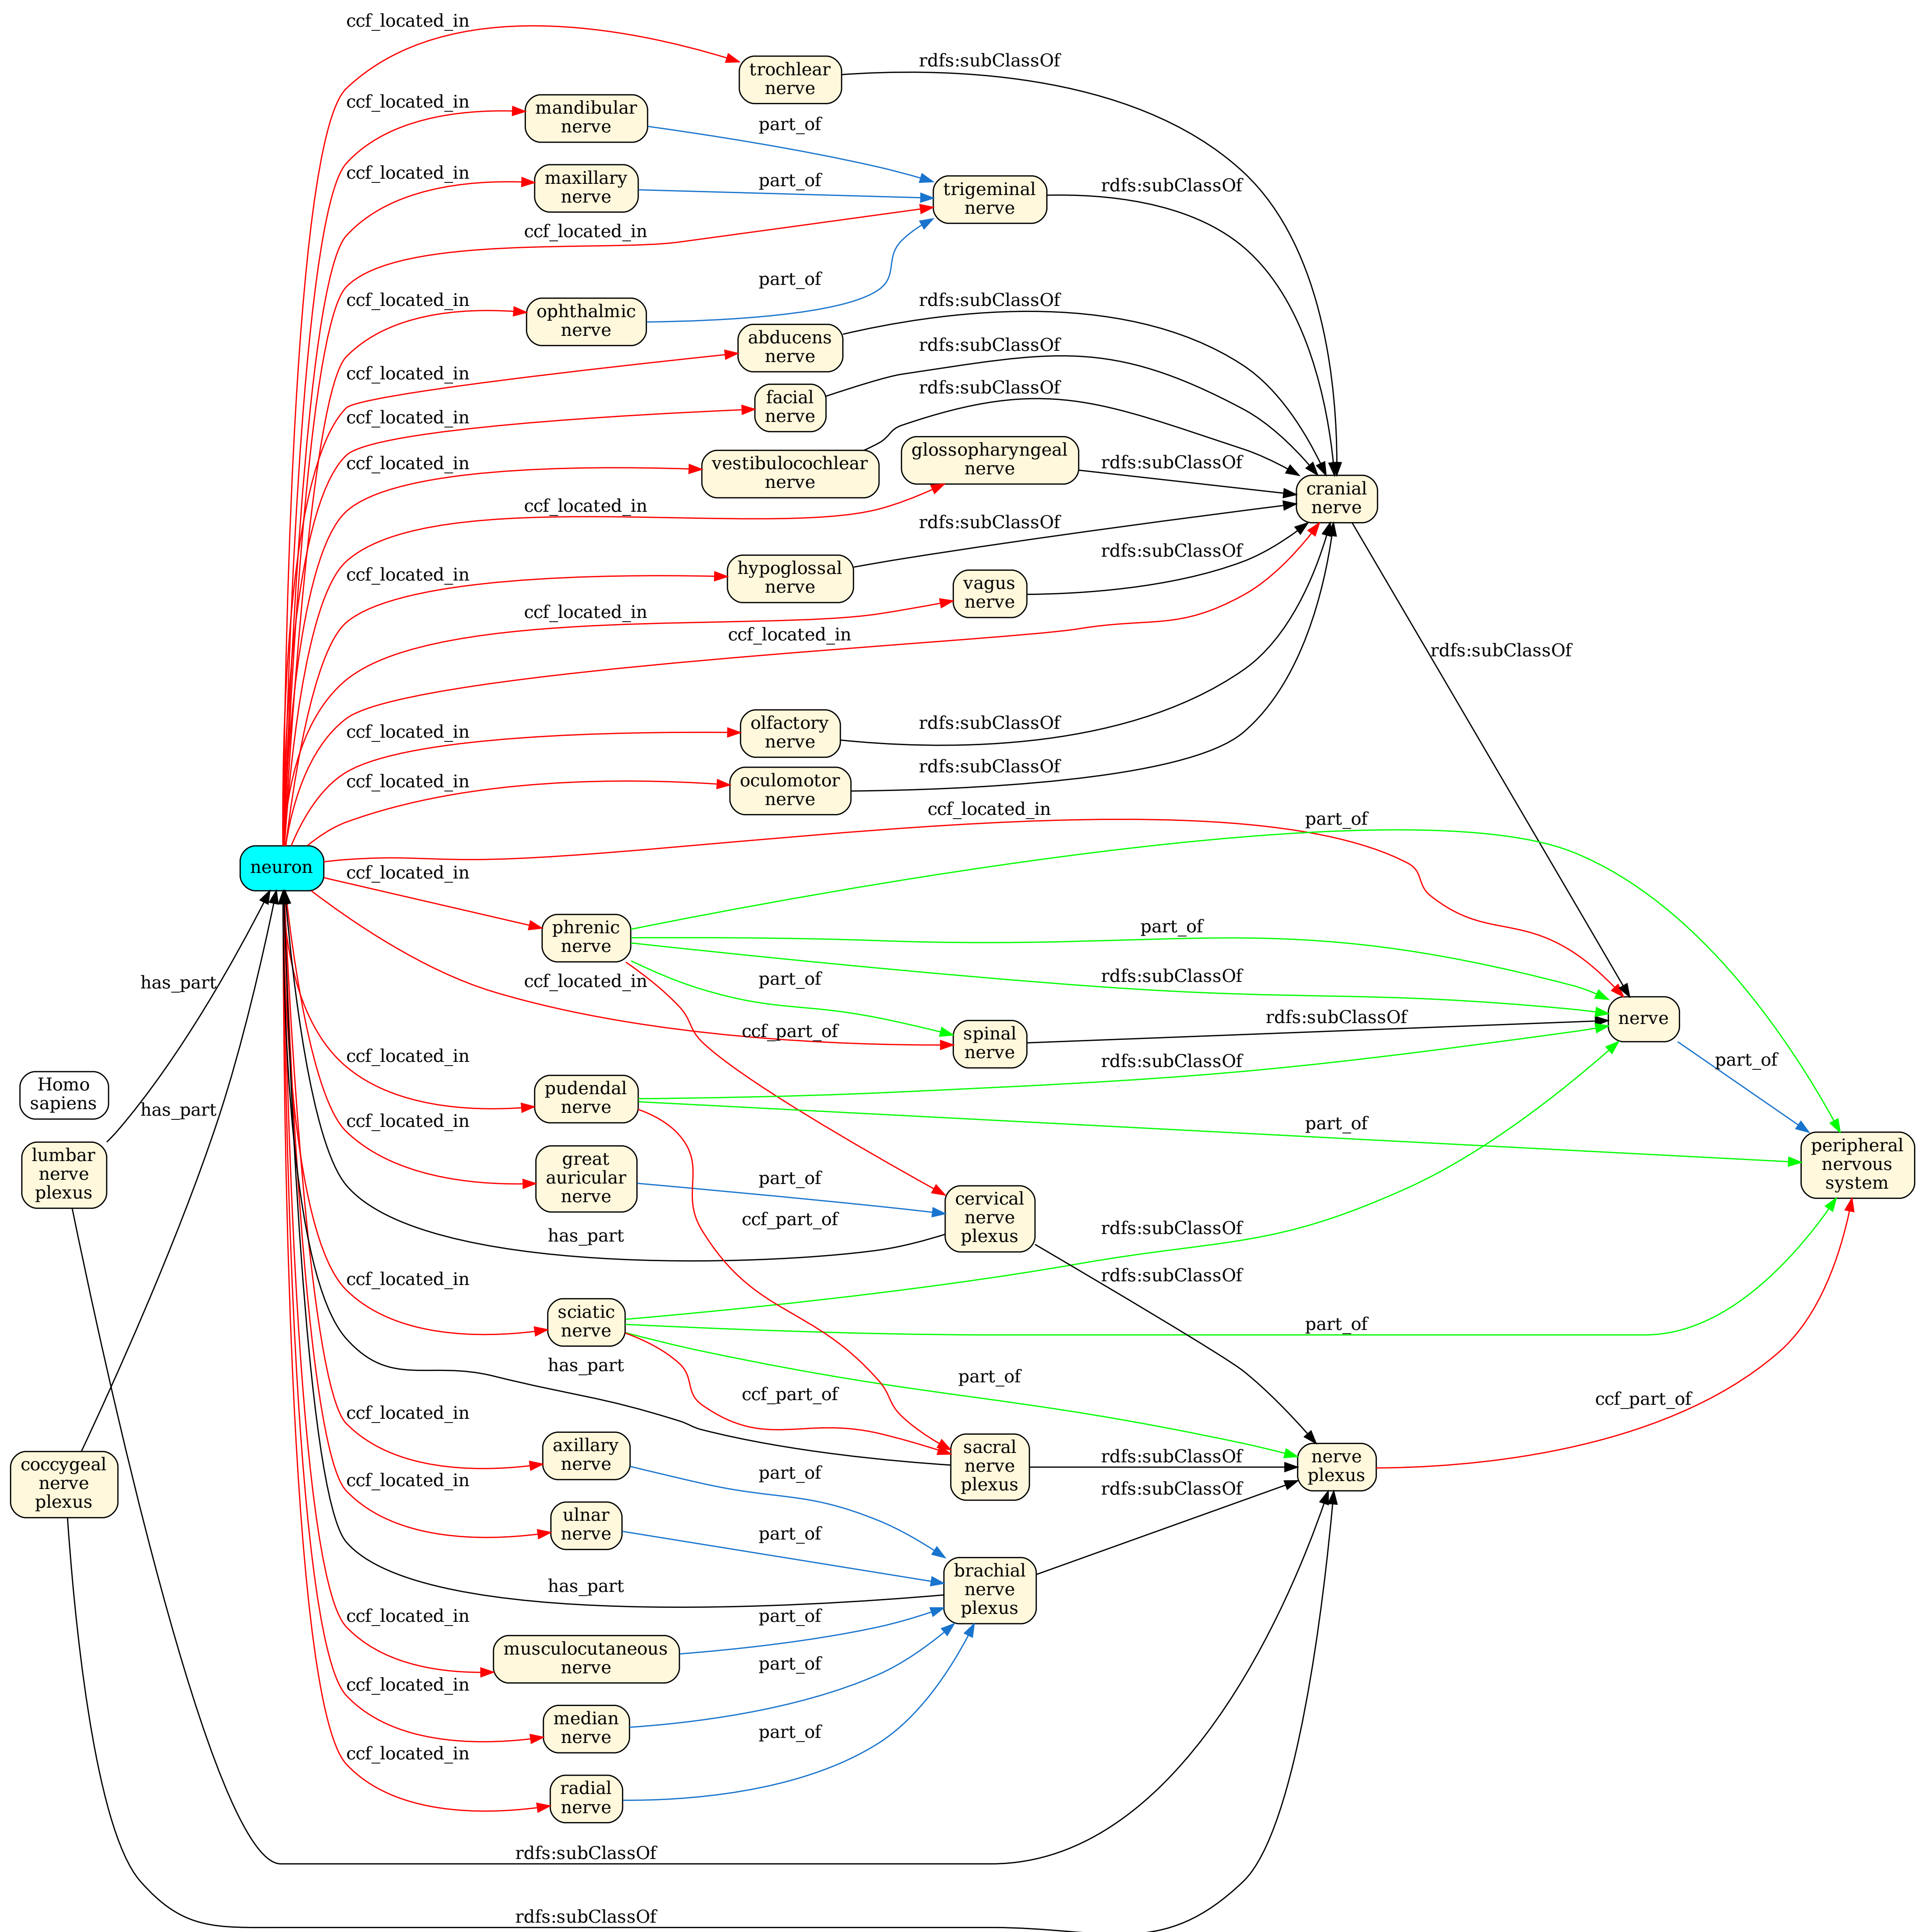 ccf_located_in
trochlear
nerve
rdfs:subClassOf
ccf_located_in
mandibular
nerve
part_of
ccf_located_in
maxillary
nerve
part_of
trigeminal
nerve
rdfs:subClassOf
ccf_located_in
part_of
ccf_located_in
ophthalmic
nerve
rdfs:subClassOf
abducens
nerve
ccf_located_in
rdfs:subClassOf
facial
nerve
rdfs:subClassOf
ccf_located_in
ccf_located_in
vestibulocochlear
nerve
glossopharyngeal
nerve
rdfs:subClassOf
cranial
nerve
ccf_located_in
rdfs:subClassOf
ccf_located_in
hypoglossal
nerve
rdfs:subClassOf
vagus
nerve
ccf_located_in
ccf_located_in
rdfs:subClassOf
ccf_located_in
olfactory
nerve
rdfs:subClassOf
ccf_located_in
oculomotor
nerve
rdfs:subClassOf
ccf_located_in
part_of
neuron
ccf_located_in
phrenic
nerve
part_of
has_part
ccf_located_in
part_of
rdfs:subClassOf
ccf_part_of
spinal
nerve
rdfs:subClassOf
nerve
ccf_located_in
rdfs:subClassOf
part_of
Homo
sapiens
has_part
pudendal
nerve
ccf_located_in
part_of
lumbar
nerve
plexus
great
auricular
nerve
part_of
peripheral
nervous
system
ccf_part_of
cervical
nerve
plexus
has_part
rdfs:subClassOf
ccf_located_in
rdfs:subClassOf
sciatic
nerve
part_of
has_part
part_of
ccf_part_of
ccf_part_of
ccf_located_in
axillary
nerve
part_of
sacral
nerve
plexus
rdfs:subClassOf
nerve
plexus
coccygeal
nerve
plexus
ccf_located_in
rdfs:subClassOf
ulnar
nerve
part_of
has_part
brachial
nerve
plexus
ccf_located_in
part_of
musculocutaneous
nerve
part_of
ccf_located_in
median
nerve
part_of
ccf_located_in
radial
nerve
rdfs:subClassOf
rdfs:subClassOf